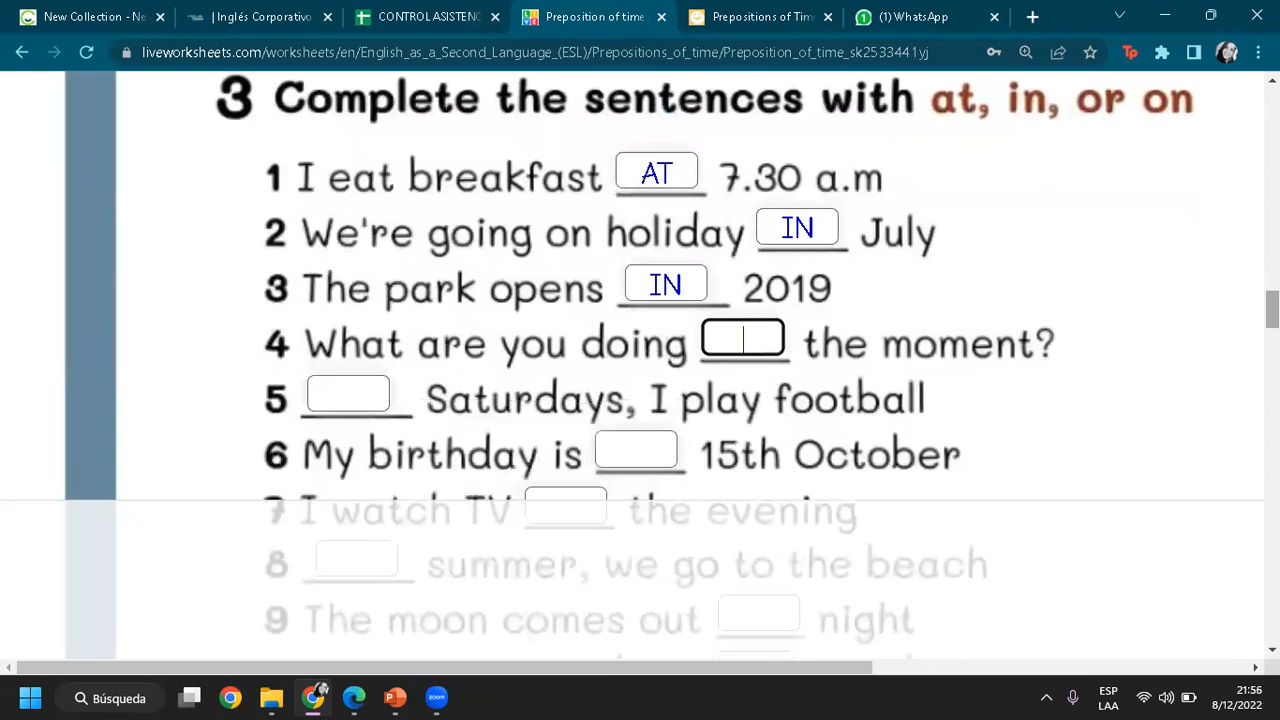 New Collection - Ne
Inglés Corporativo
CONTROL ASISTENC
Preposition of time
Prepositions of Tim
(1) WhatsApp
liveworksheets.com/worksheets/en/English_as_a_Second_Language_(ESL)/Prepositions_of_time/Preposition_of_time_sk2533441yj
3 Complete the sentences with at, in, or on
1 I eat breakfast AT 7.30 a.m
2 We're going on holiday IN July
3 The park opens IN 2019
4 What are you doing the moment?
5 Saturdays, I play football
6 My birthday is 15th October
7 I watch TV the evening
8 summer, we go to the beach
9 The moon comes out night
Búsqueda
zoom
ESP
LAA
21:56
8/12/2022